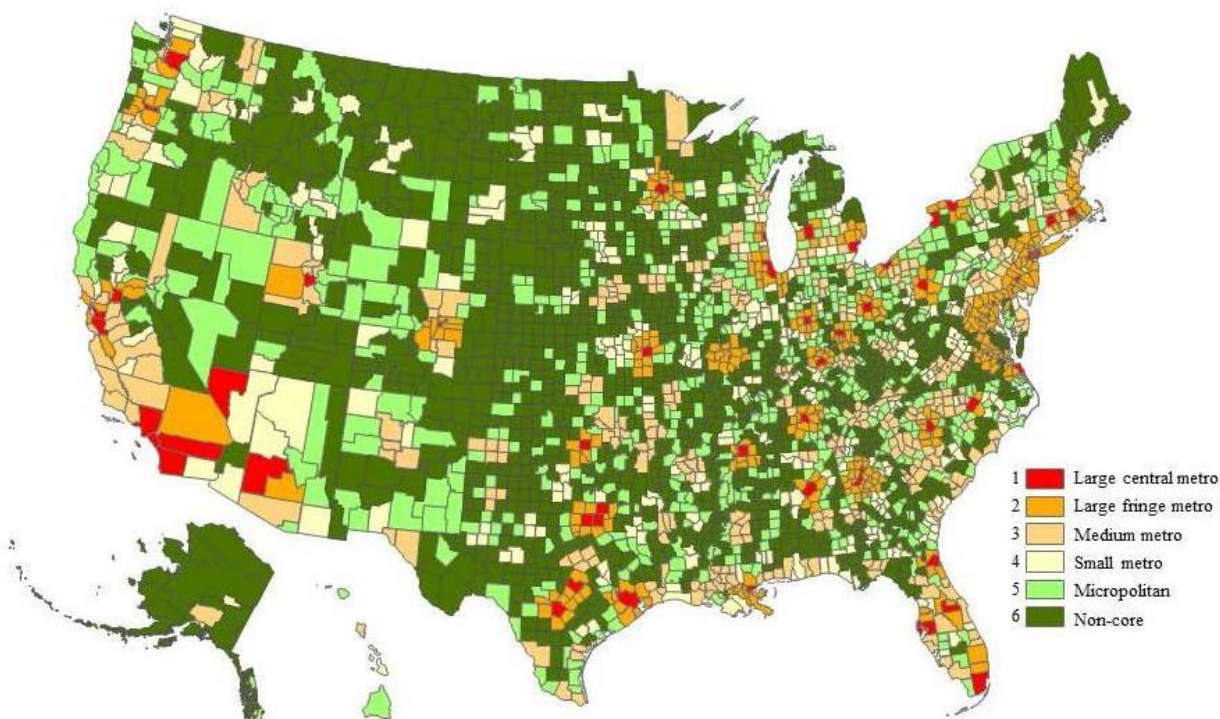 1 Large central metro
2 Large fringe metro
3 Medium metro
4 Small metro
5 Micropolitan
6 Non-core